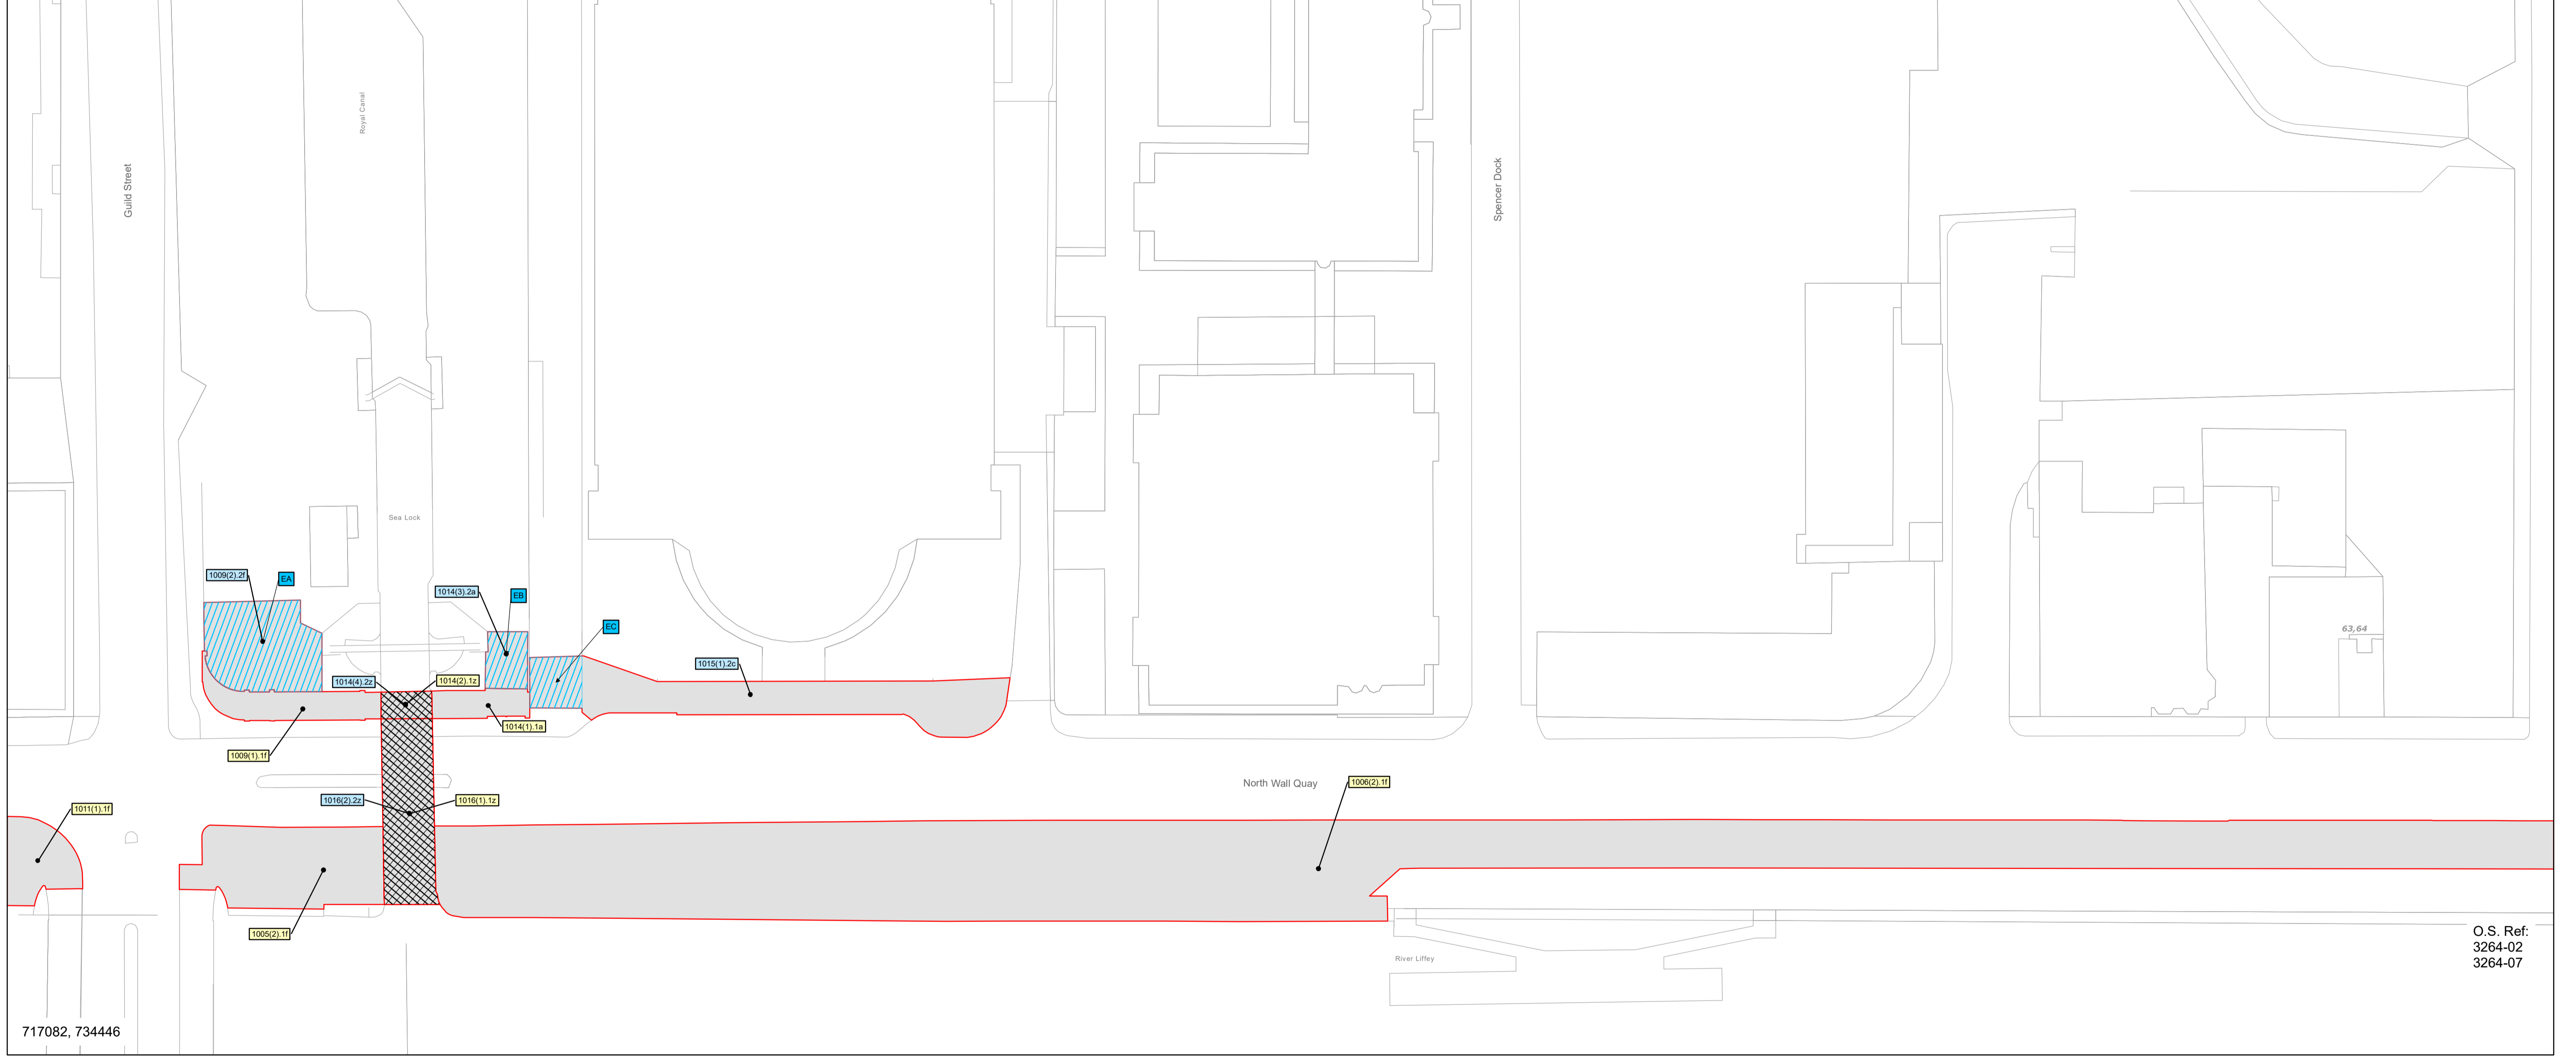 Royal Canal
Guild Street
Spencer Dock
Sea Lock
1009(2).2f
EA
1014(3).2a
EB
EC
63,64
1015(1).2c
1014(4).2z
1014(2).1z
1014(1).1a
1009(1).1f
North Wall Quay
1006(2).1f
1016(2).2z
1016(1).1z
1011(1).1f
1005(2).1f
River Liffey
O.S. Ref:
3264-02
3264-07
717082, 734446